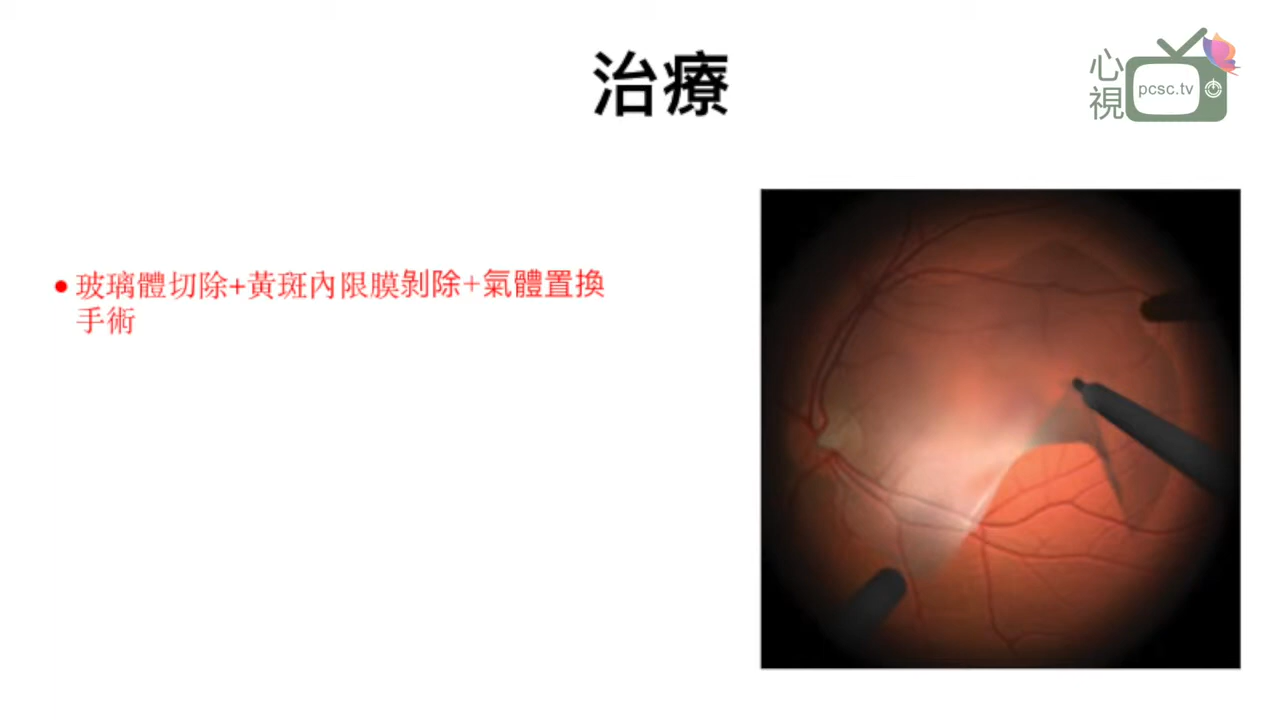 治療
心視
pcsc.tv
• 玻璃體切除+黃斑內限膜剝除+氣體置換
手術